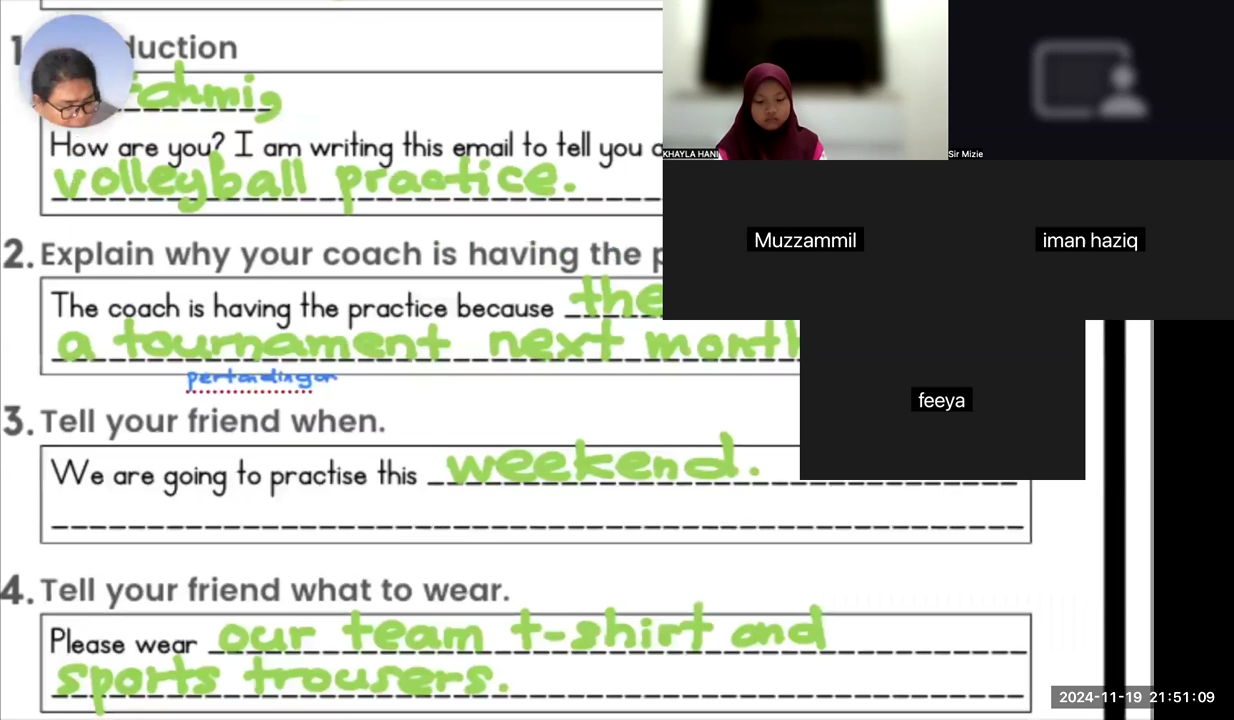 1 duction
Fahmi,
How are you? I am writing this email to tell you
volleyball practice.
2. Explain why your coach is having the
The coach is having the practice because the
a tournament next month
pertandingan
3. Tell your friend when.
We are going to practise this weekend.
4. Tell your friend what to wear.
Please wear our team t-shirt and
sports trousers.
KHAYLA HANI
Sir Mizie
Muzzammil
iman haziq
feeya
2024-11-19 21:51:09